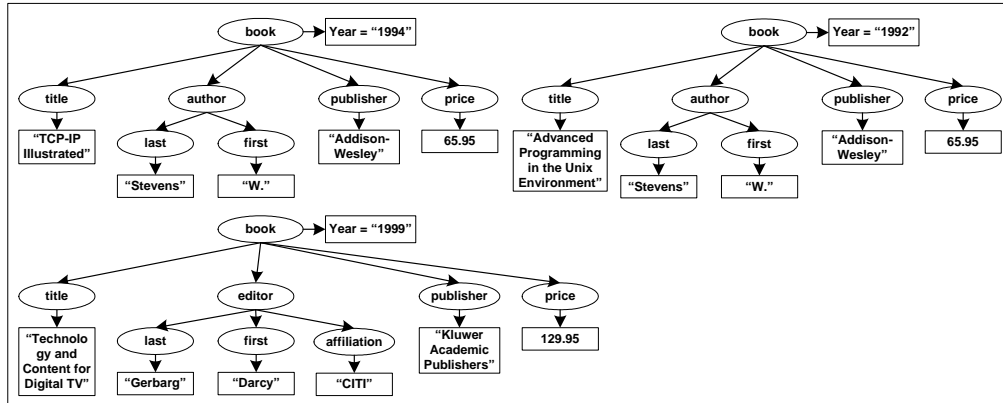 book
Year = “1994”
title
author
publisher
price
“TCP-IP
Illustrated”
last
first
“Addison-
Wesley”
65.95
“Stevens”
“W.”
book
Year = “1992”
title
author
publisher
price
“Advanced
Programming
in the Unix
Environment”
last
first
“Addison-
Wesley”
65.95
“Stevens”
“W.”
book
Year = “1999”
title
editor
publisher
price
“Technolo
gy and
Content for
Digital TV”
last
first
affiliation
“Kluwer
Academic
Publishers”
129.95
“Gerbarg”
“Darcy”
“CITI”